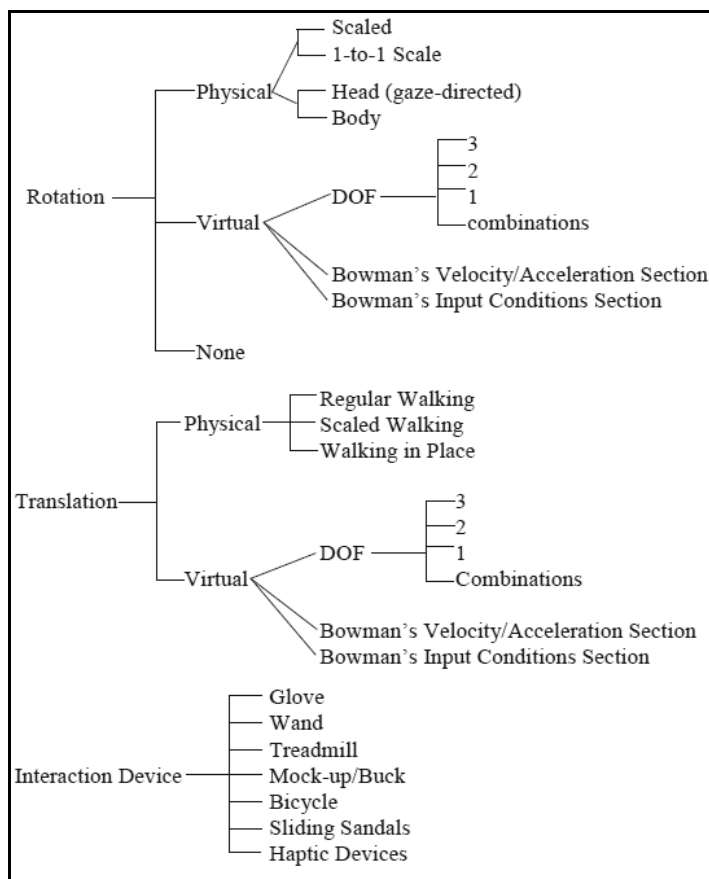 Scaled
1-to-1 Scale
Physical
Head (gaze-directed)
Body
3
2
Rotation
DOF
1
Virtual
combinations
Bowman's Velocity/Acceleration Section
Bowman's Input Conditions Section
None
Regular Walking
Physical
Scaled Walking
Walking in Place
3
Translation
2
DOF
1
Virtual
Combinations
Bowman's Velocity/Acceleration Section
Bowman's Input Conditions Section
Glove
Wand
Treadmill
Interaction Device
Mock-up/Buck
Bicycle
Sliding Sandals
Haptic Devices